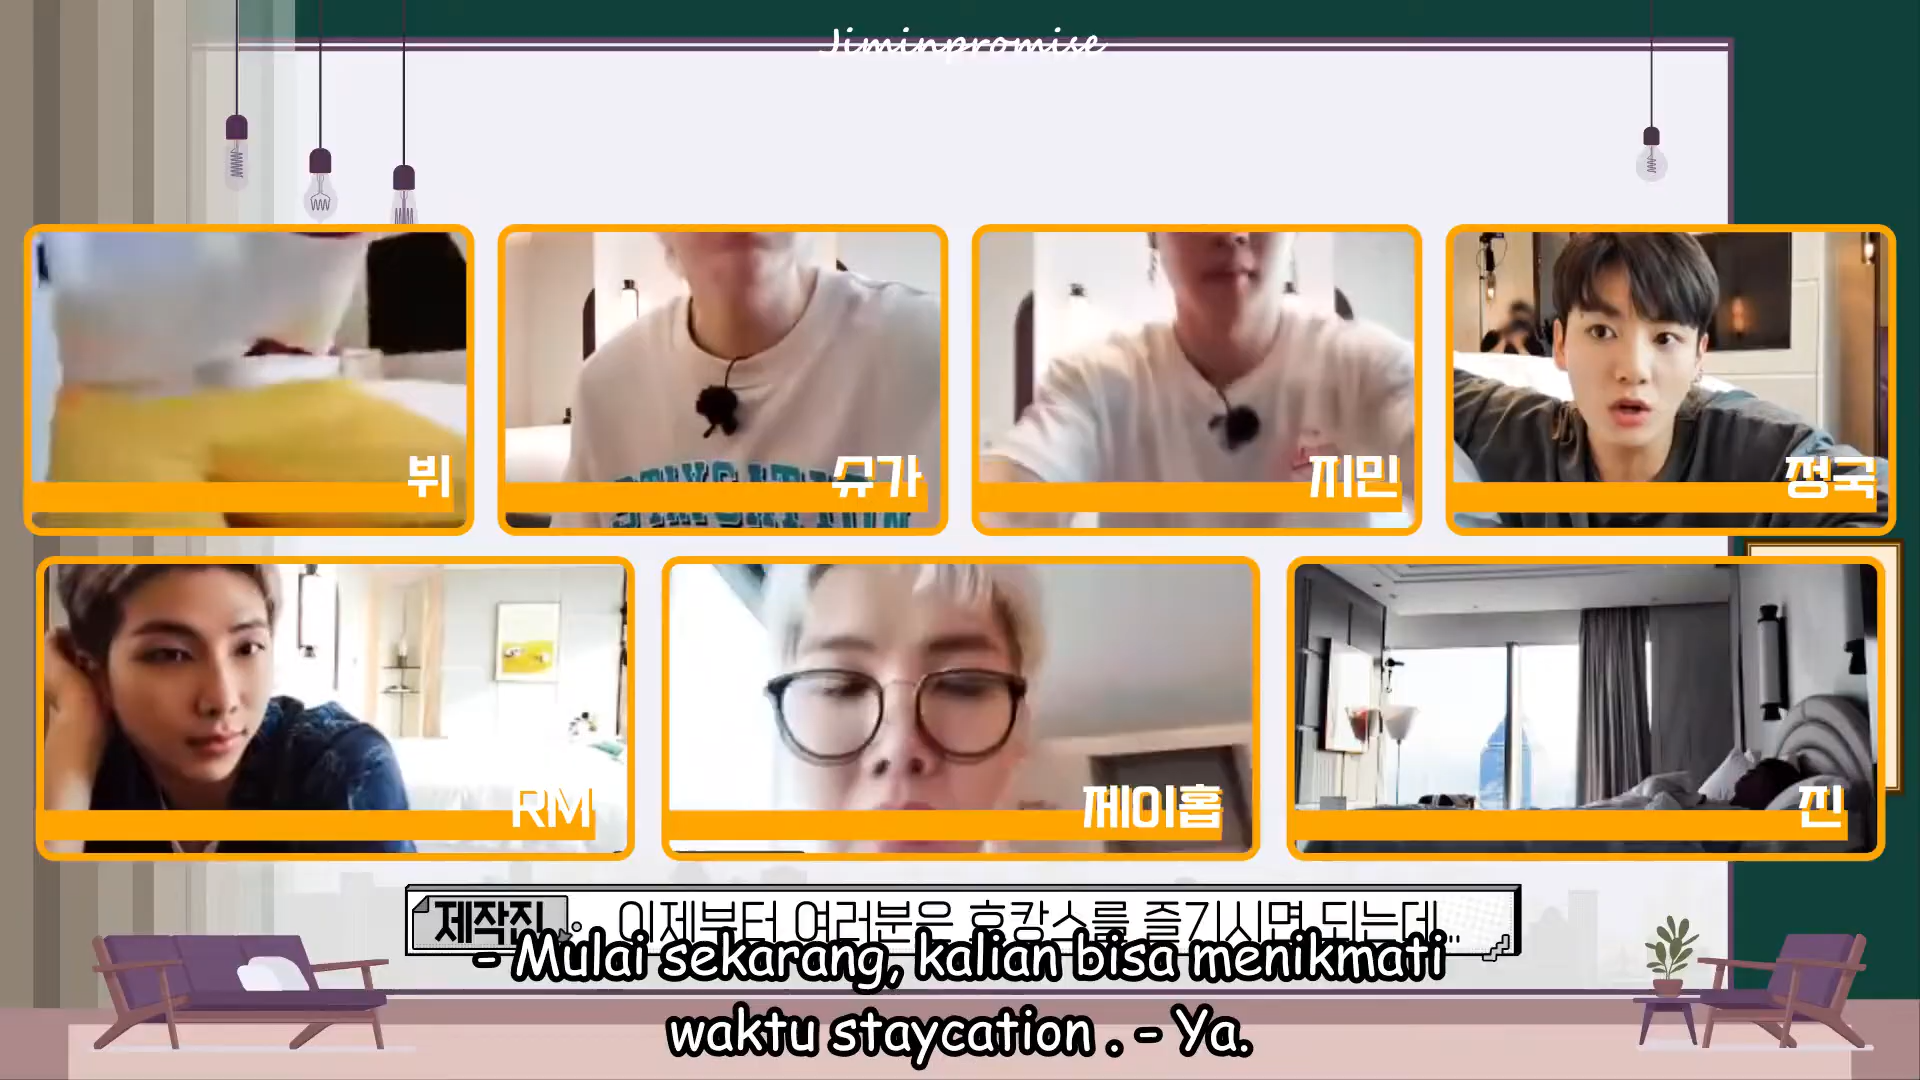 Jiminpromise
뷔
슈가
지민
정국
RM
제이홉
진
제작진 : 이제부터 여러분은 호캉스를 즐기시면 되는데..
- Mulai sekarang, kalian bisa menikmati
waktu staycation . - Ya.